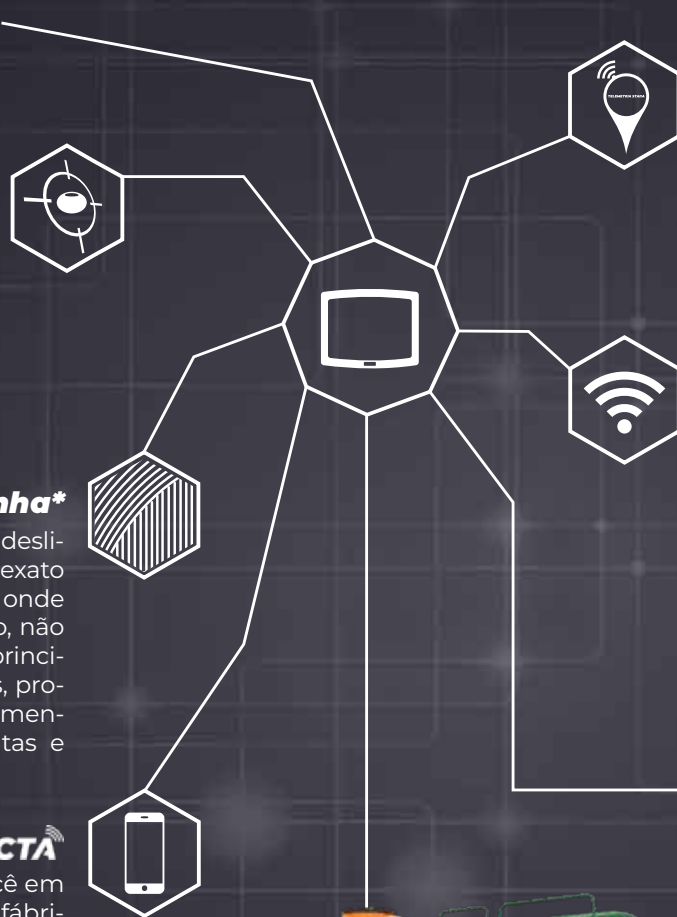 TELEMETRIA STARA
nha*
desli-
exato
onde
o, não
princi-
s, pro-
men-
tas e
CTA
cê em
fábri-